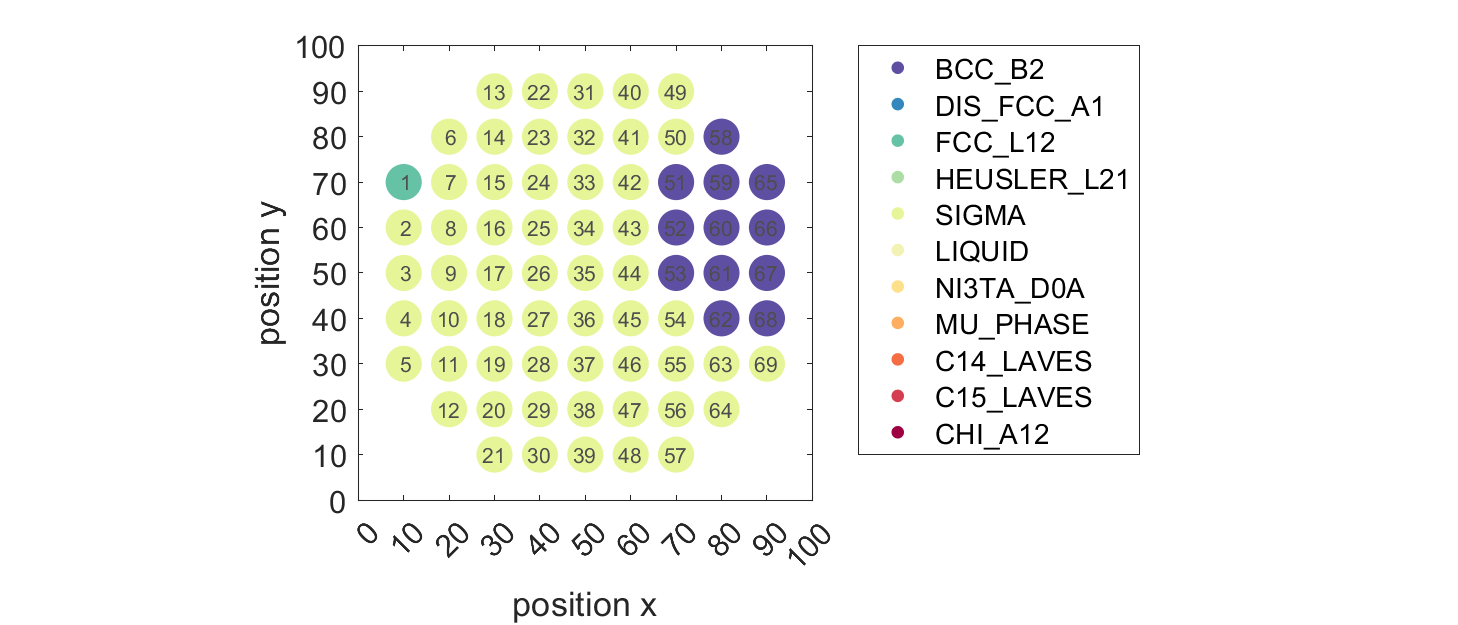 100
90
80
70
60
50
40
30
20
10
0
position y
13 22 31 40 49
6 14 23 32 41 50 58
1 7 15 24 33 42 51 59 65
2 8 16 25 34 43 52 60 66
3 9 17 26 35 44 53 61 67
4 10 18 27 36 45 54 62 68
5 11 19 28 37 46 55 63 69
12 20 29 38 47 56 64
21 30 39 48 57
0 10 20 30 40 50 60 70 80 90 100
position x
BCC_B2
DIS_FCC_A1
FCC_L12
HEUSLER_L21
SIGMA
LIQUID
NI3TA_D0A
MU_PHASE
C14_LAVES
C15_LAVES
CHI_A12